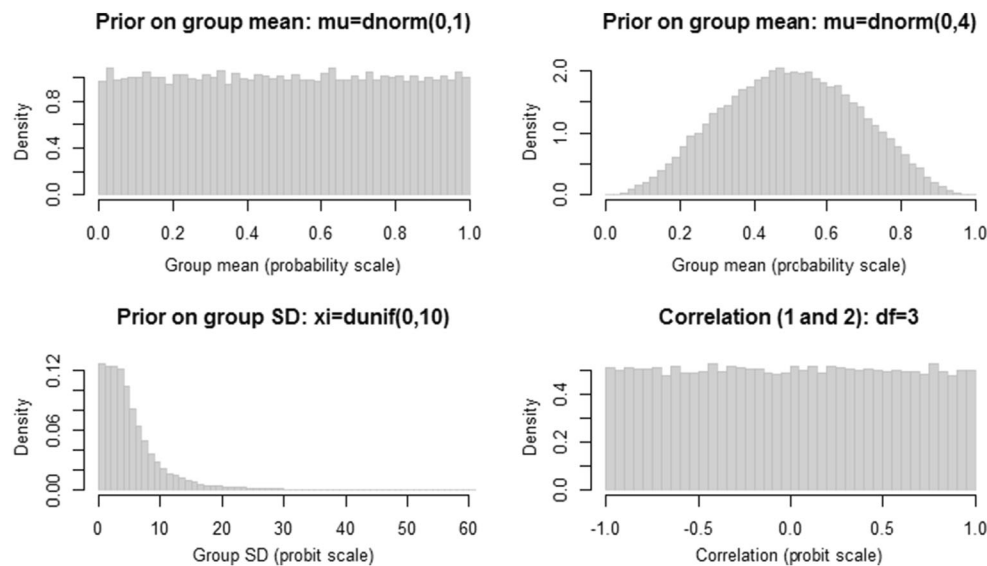 Prior on group mean: mu=dnorm(0,1)
Density
0.0 0.4 0.8
0.0 0.2 0.4 0.6 0.8 1.0
Group mean (probability scale)
Prior on group mean: mu=dnorm(0,4)
Density
0.0 1.0 2.0
0.0 0.2 0.4 0.6 0.8 1.0
Group mean (probability scale)
Prior on group SD: xi=dunif(0,10)
Density
0.00 0.06 0.12
0 10 20 30 40 50 60
Group SD (probit scale)
Correlation (1 and 2): df=3
Density
0.0 0.2 0.4
-1.0 -0.5 0.0 0.5 1.0
Correlation (probit scale)